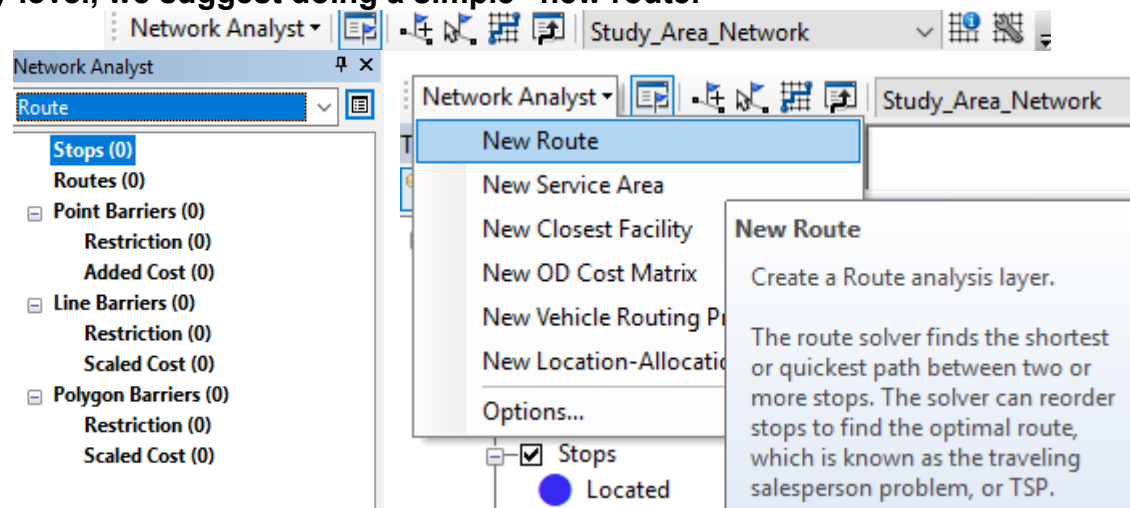 level, we suggest doing a simple "new route.
Network Analyst Study_Area_Network
Network Analyst
Route
Stops (0)
Routes (0)
Point Barriers (0)
Restriction (0)
Added Cost (0)
Line Barriers (0)
Restriction (0)
Scaled Cost (0)
Polygon Barriers (0)
Restriction (0)
Scaled Cost (0)
Network Analyst Study_Area_Network
T
New Route
New Service Area
New Closest Facility
New OD Cost Matrix
New Vehicle Routing Pr
New Location-Allocatio
Options...
Stops
Located
New Route
Create a Route analysis layer.
The route solver finds the shortest
or quickest path between two or
more stops. The solver can reorder
stops to find the optimal route,
which is known as the traveling
salesperson problem, or TSP.